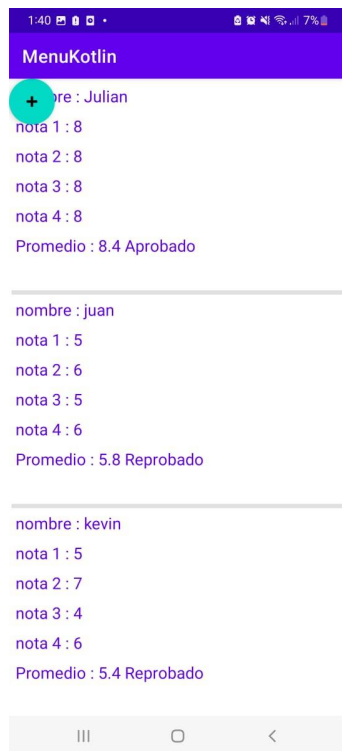 1:40
7%
MenuKotlin
+
bre : Julian
nota 1 : 8
nota 2 : 8
nota 3 : 8
nota 4 : 8
Promedio : 8.4 Aprobado
nombre : juan
nota 1 : 5
nota 2 : 6
nota 3 : 5
nota 4 : 6
Promedio : 5.8 Reprobado
nombre : kevin
nota 1 : 5
nota 2 : 7
nota 3 : 4
nota 4 : 6
Promedio : 5.4 Reprobado